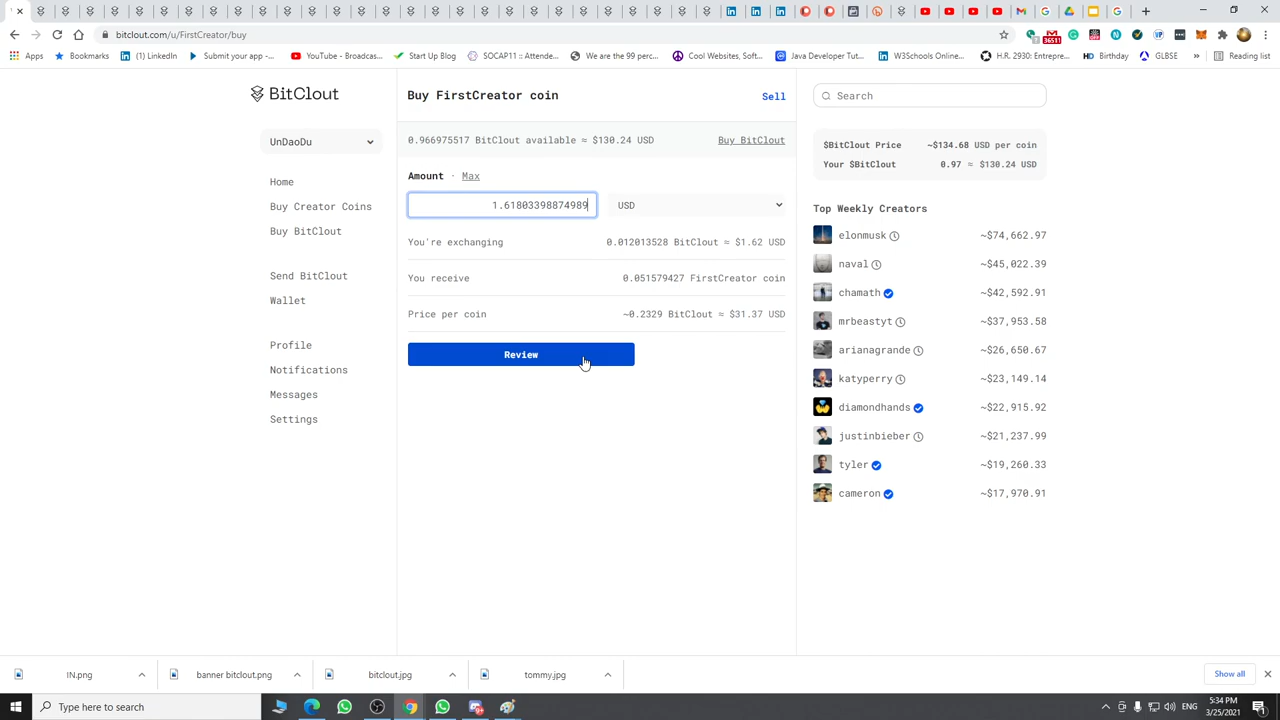 bitclout.com/u/FirstCreator/buy
36511
Apps
Bookmarks
(1) LinkedIn
Submit your app -...
YouTube - Broadcas...
Start Up Blog
SOCAP11 :: Attende...
We are the 99 perc...
Cool Websites, Soft...
Java Developer Tut...
W3Schools Online...
H.R. 2930: Entrepre...
Birthday
GLBSE
»
Reading list
BitClout
UnDaoDu
Home
Buy Creator Coins
Buy BitClout
Send BitClout
Wallet
Profile
Notifications
Messages
Settings
Buy FirstCreator coin
Sell
0.966975517 BitClout available ≈ $130.24 USD
Buy BitClout
Amount · Max
1.61803398874989
USD
You're exchanging
0.012013528 BitClout ≈ $1.62 USD
You receive
0.051579427 FirstCreator coin
Price per coin
~0.2329 BitClout ≈ $31.37 USD
Review
Search
$BitClout Price
~$134.68 USD per coin
Your $BitClout
0.97 ≈ $130.24 USD
Top Weekly Creators
elonmusk
~$74,662.97
naval
~$45,022.39
chamath
~$42,592.91
mrbeastyt
~$37,953.58
arianagrande
~$26,650.67
katyperry
~$23,149.14
diamondhands
~$22,915.92
justinbieber
~$21,237.99
tyler
~$19,260.33
cameron
~$17,970.91
IN.png
banner bitclout.png
bitclout.jpg
tommy.jpg
Show all
Type here to search
5:34 PM
3/25/2021